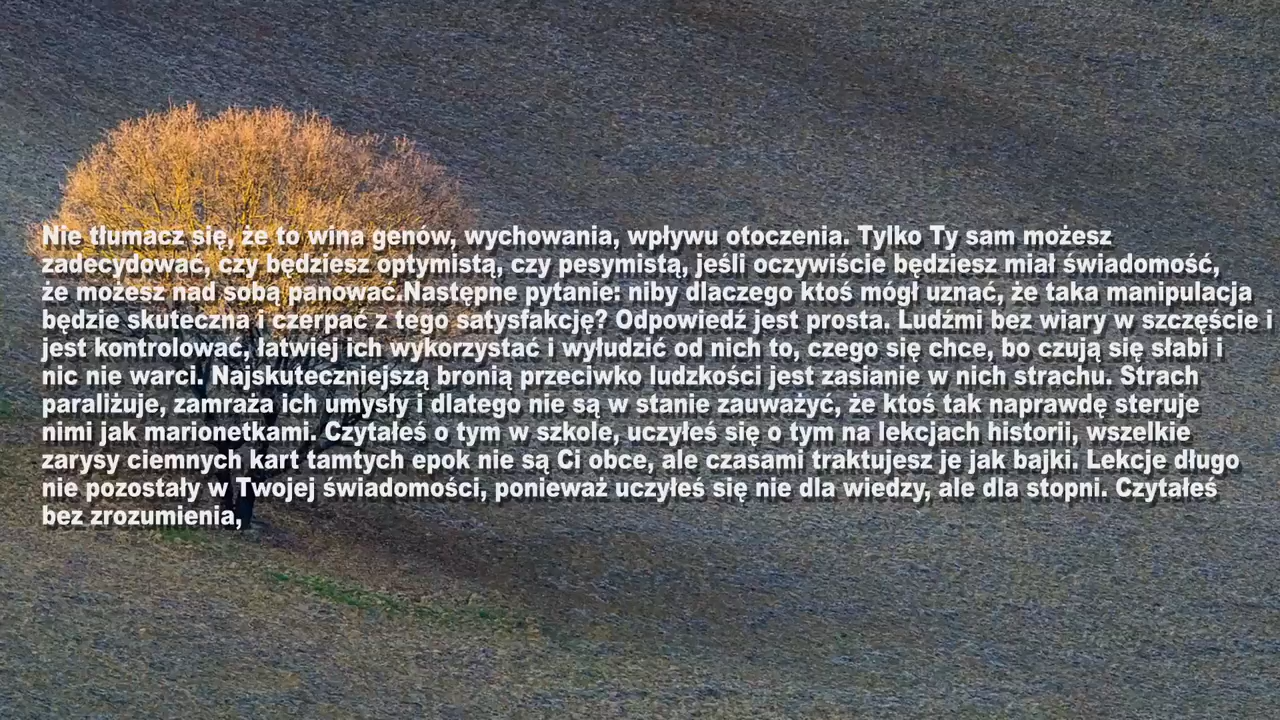 Nie tłumacz się, że to wina genów, wychowania, wpływu otoczenia. Tylko Ty sam możesz
zadecydować, czy będziesz optymistą, czy pesymistą, jeśli oczywiście będziesz miał świadomość,
że możesz nad sobą panować.Następne pytanie: niby dlaczego ktoś mógł uznać, że taka manipulacja
będzie skuteczna i czerpać z tego satysfakcję? Odpowiedź jest prosta. Ludźmi bez wiary w szczęście i
jest kontrolować, łatwiej ich wykorzystać i wyłudzić od nich to, czego się chce, bo czują się słabi i
nic nie warci. Najskuteczniejszą bronią przeciwko ludzkości jest zasianie w nich strachu. Strach
paraliżuje, zamraża ich umysły i dlatego nie są w stanie zauważyć, że ktoś tak naprawdę steruje
nimi jak marionetkami. Czytałeś o tym w szkole, uczyłeś się o tym na lekcjach historii, wszelkie
zarysy ciemnych kart tamtych epok nie są Ci obce, ale czasami traktujesz je jak bajki. Lekcje długo
nie pozostały w Twojej świadomości, ponieważ uczyłeś się nie dla wiedzy, ale dla stopni. Czytałeś
bez zrozumienia,